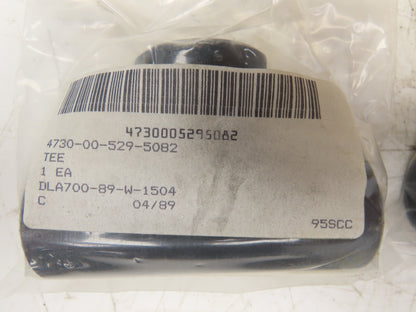 4730005295082
4730-00-529-5082
TEE
1 EA
DLA700-89-W-1504
C 04/89
95SCC